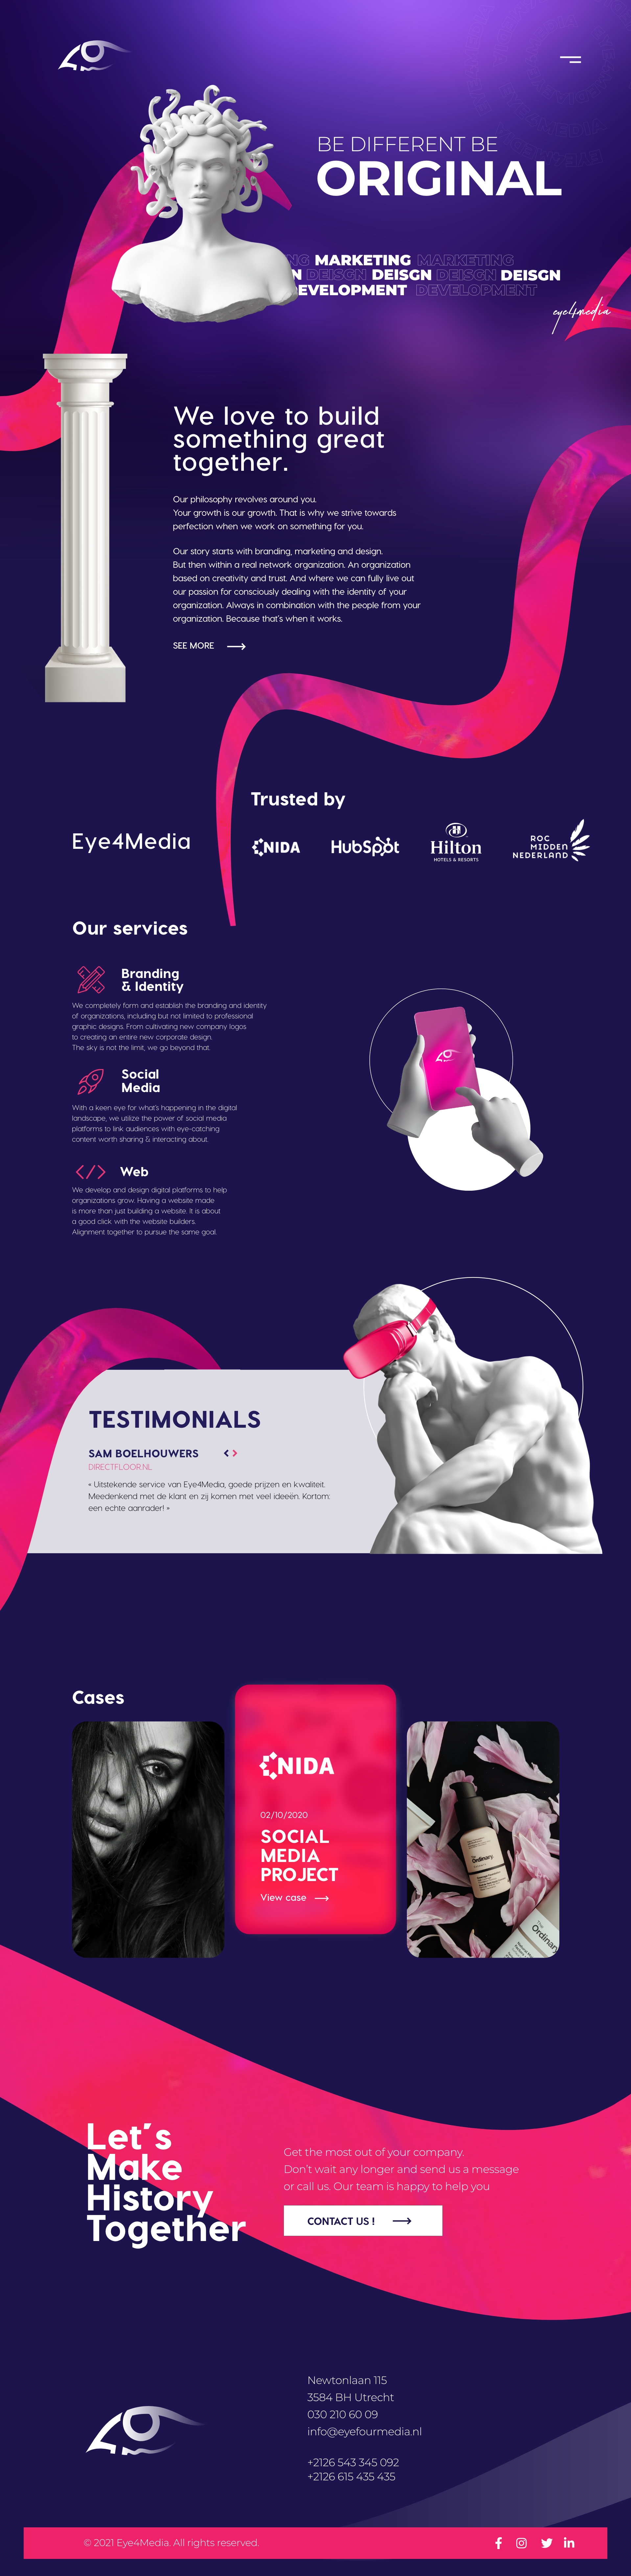 BE DIFFERENT BE
ORIGINAL
NG MARKETING MARKETING
N DEISGN DEISGN DEISGN DEISGN
EVELOPMENT DEVELOPMENT
eye4media
We love to build
something great
together.
Our philosophy revolves around you.
Your growth is our growth. That is why we strive towards
perfection when we work on something for you.
Our story starts with branding, marketing and design.
But then within a real network organization. An organization
based on creativity and trust. And where we can fully live out
our passion for consciously dealing with the identity of your
organization. Always in combination with the people from your
organization. Because that's when it works.
SEE MORE
Trusted by
Eye4Media
NIDA
HubSpot
Hilton
HOTELS & RESORTS
ROC
MIDDEN
NEDERLAND
Our services
Branding
& Identity
We completely form and establish the branding and identity
of organizations, including but not limited to professional
graphic designs. From cultivating new company logos
to creating an entire new corporate design.
The sky is not the limit, we go beyond that.
Social
Media
With a keen eye for what's happening in the digital
landscape, we utilize the power of social media
platforms to link audiences with eye-catching
content worth sharing & interacting about.
</> Web
We develop and design digital platforms to help
organizations grow. Having a website made
is more than just building a website. It is about
a good click with the website builders.
Alignment together to pursue the same goal.
TESTIMONIALS
SAM BOELHOUWERS
DIRECTFLOOR.NL
« Uitstekende service van Eye4Media, goede prijzen en kwaliteit.
Meedenkend met de klant en zij komen met veel ideeën. Kortom:
een echte aanrader! »
Cases
NIDA
02/10/2020
SOCIAL
MEDIA
PROJECT
View case
The
Ordinary.
The
Ordinary
Let's
Make
History
Together
Get the most out of your company.
Don't wait any longer and send us a message
or call us. Our team is happy to help you
CONTACT US !
Newtonlaan 115
3584 BH Utrecht
030 210 60 09
info@eyefourmedia.nl
+2126 543 345 092
+2126 615 435 435
© 2021 Eye4Media. All rights reserved.